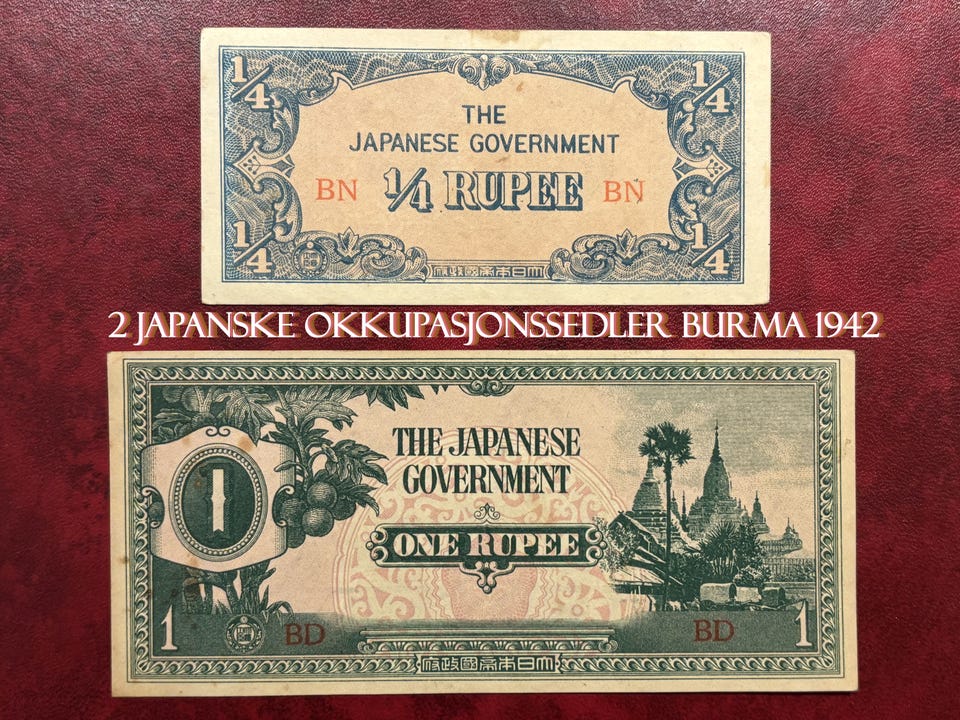 1/4 1/4
THE
JAPANESE GOVERNMENT
BN 1/4 RUPEE BN
1/4 1/4
大日本帝國政府
2 JAPANSKE OKKUPASJONSSEDLER BURMA 1942
THE JAPANESE
GOVERNMENT
1
ONE RUPEE
1 BD BD 1
大日本帝國政府